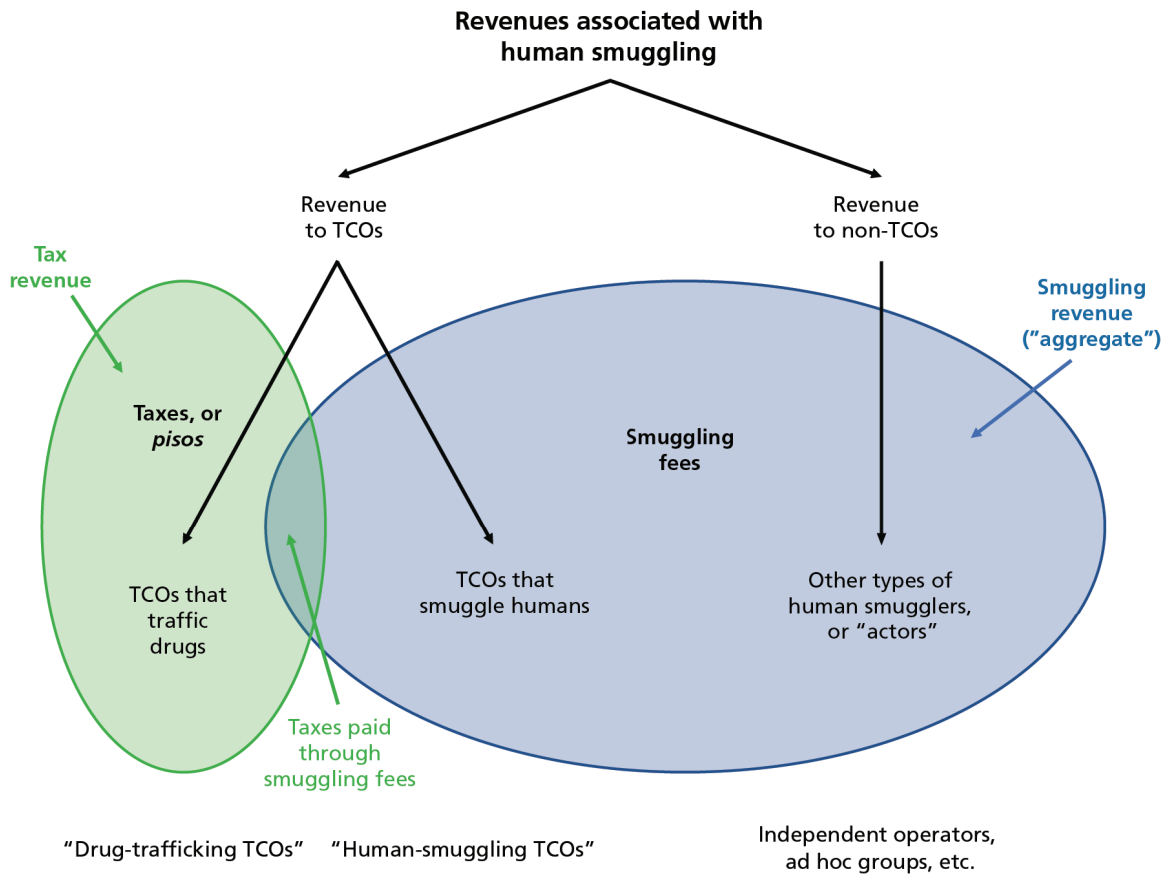 Revenues associated with
human smuggling
Revenue
to TCOs
Revenue
to non-TCOs
Tax
revenue
Smuggling
revenue
(”aggregate”)
Taxes, or
pisos
Smuggling
fees
TCOs that
traffic
drugs
TCOs that
smuggle humans
Other types of
human smugglers,
or “actors”
Taxes paid
through
smuggling fees
“Drug-trafficking TCOs”
“Human-smuggling TCOs”
Independent operators,
ad hoc groups, etc.